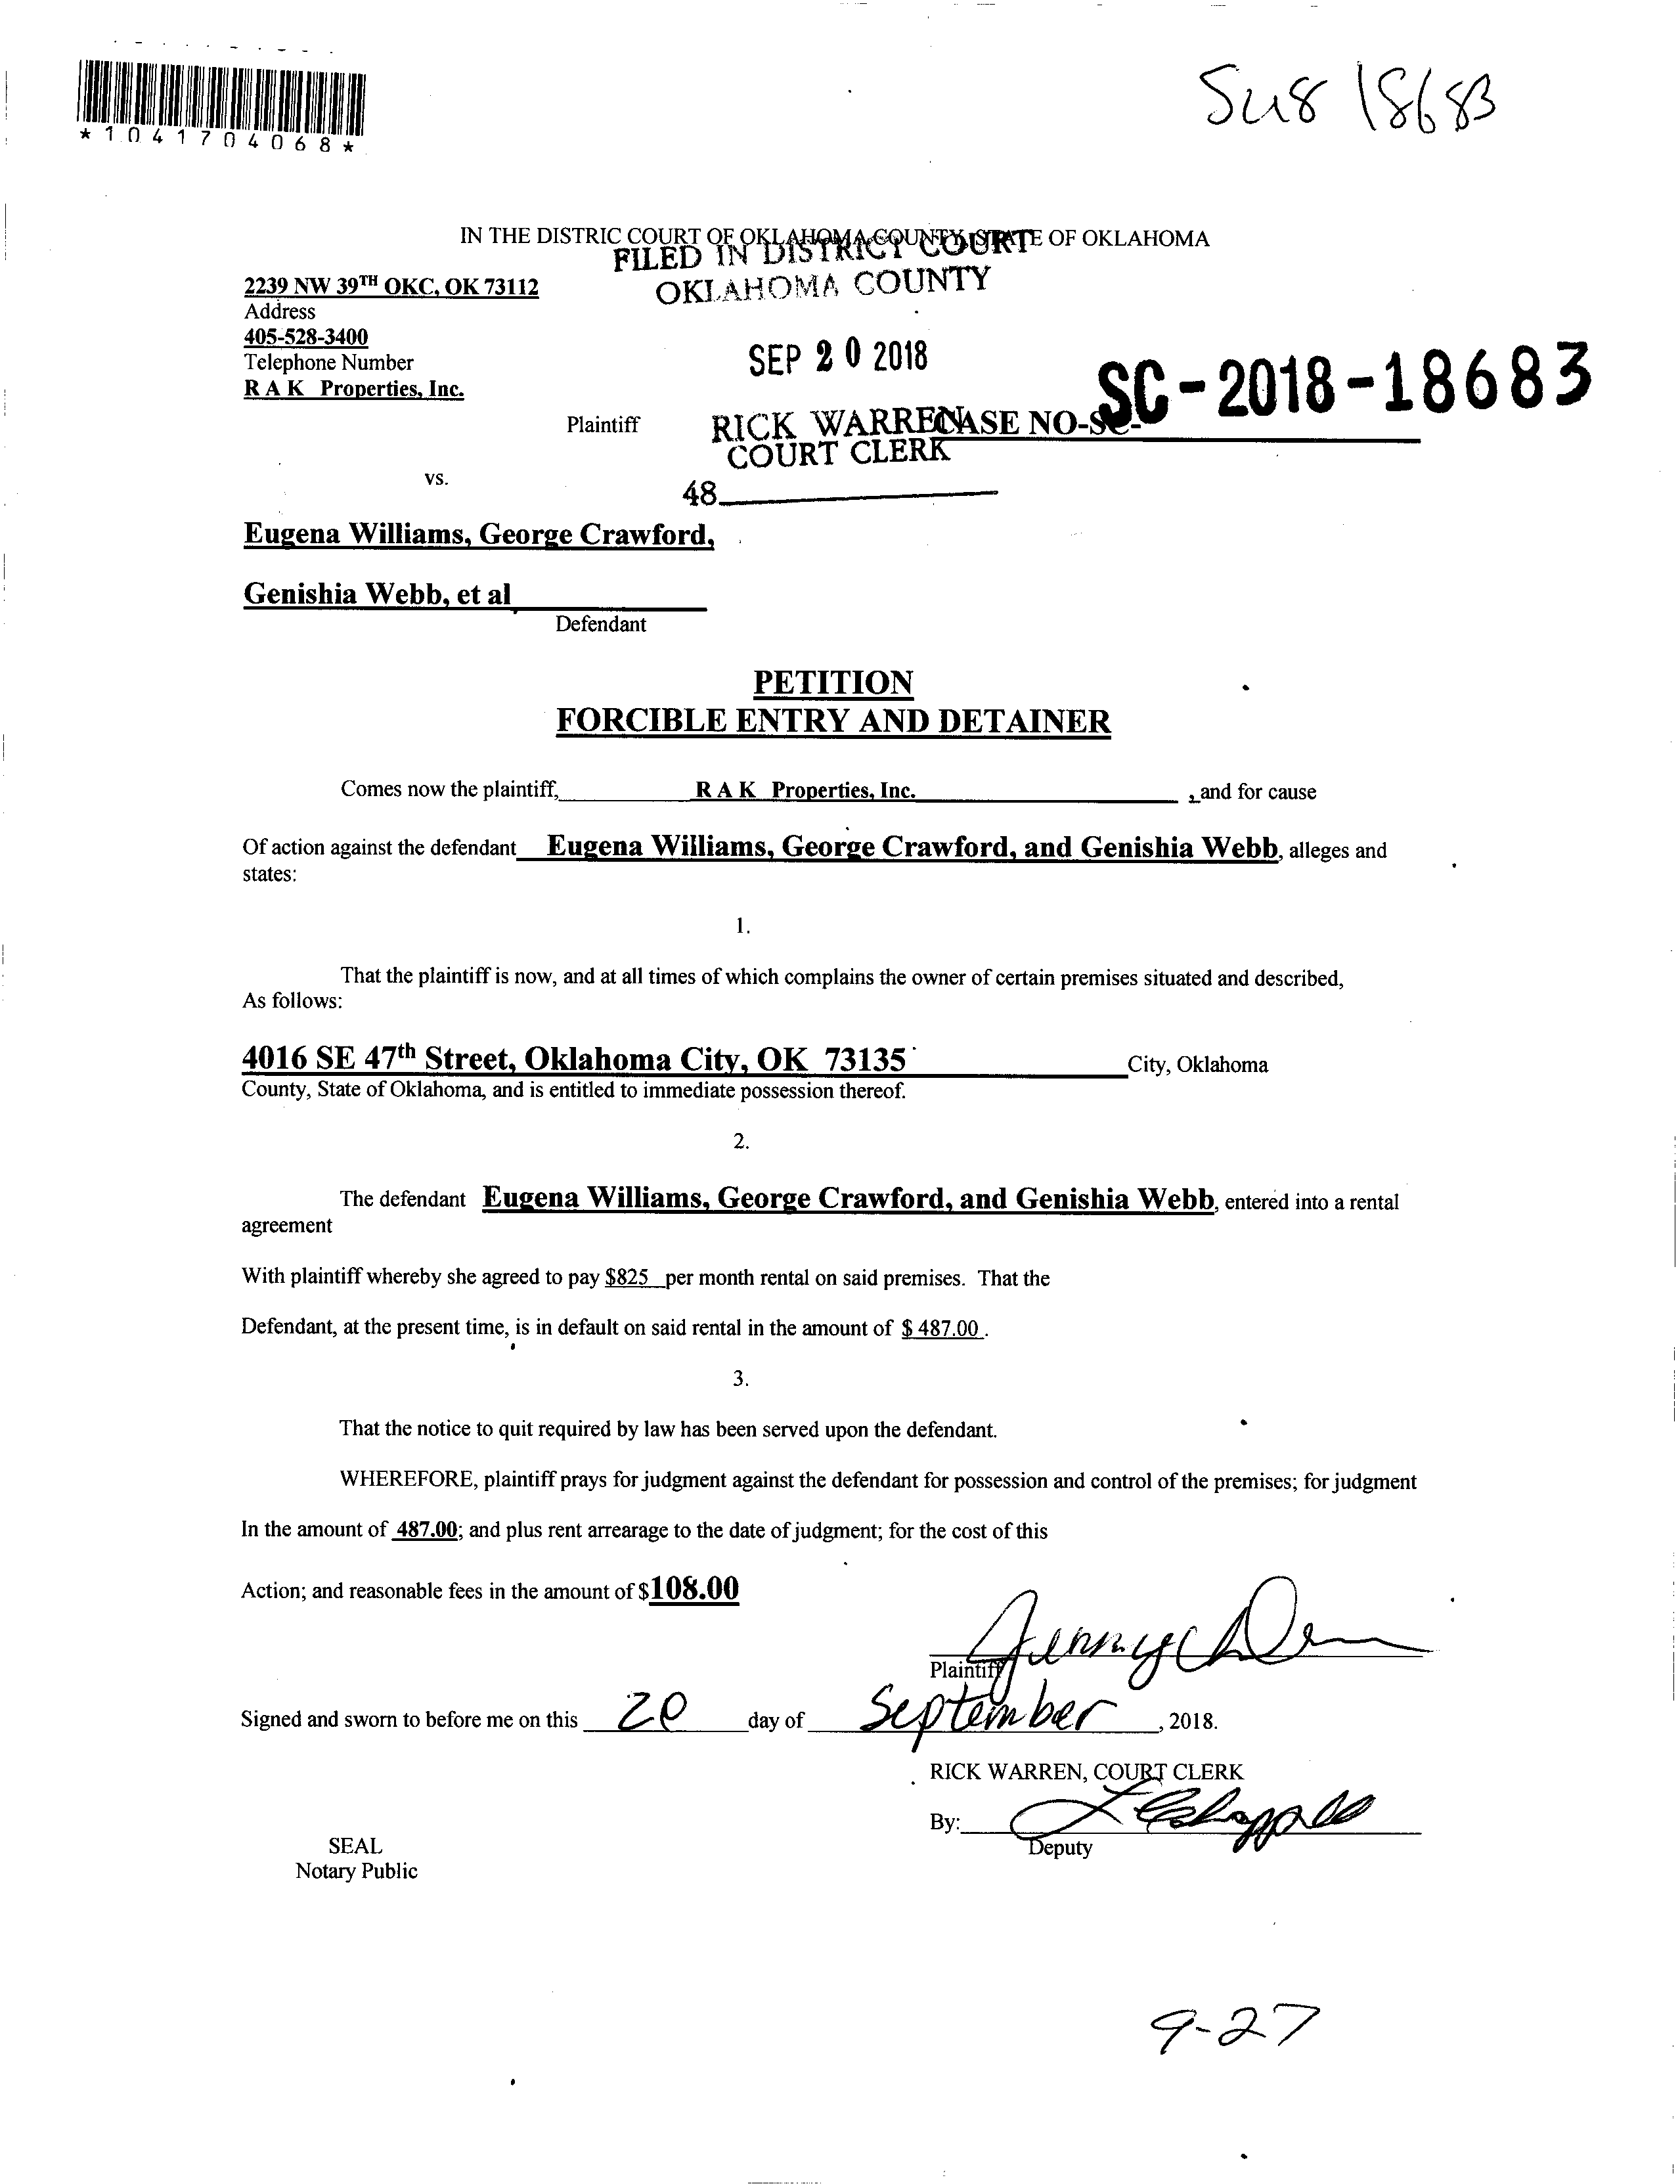 *1041704068*
18683
IN THE DISTRIC COURT OF OKLAHOMA COUNTY, STATE OF OKLAHOMA
FILED IN DISTRICT COURT
OKLAHOMA COUNTY
2239 NW 39TH OKC, OK 73112
Address
405-528-3400
Telephone Number
R A K Properties, Inc.
SEP 20 2018
SC-2018-18683
Plaintiff
RICK WARREN
COURT CLERK
CASE NO-SC-
vs.
48
Eugena Williams, George Crawford,
Genishia Webb, et al
Defendant
PETITION
FORCIBLE ENTRY AND DETAINER
Comes now the plaintiff, R A K Properties, Inc. , and for cause
Of action against the defendant Eugena Williams, George Crawford, and Genishia Webb, alleges and
states:
1.
That the plaintiff is now, and at all times of which complains the owner of certain premises situated and described,
As follows:
4016 SE 47th Street, Oklahoma City, OK 73135 City, Oklahoma
County, State of Oklahoma, and is entitled to immediate possession thereof.
2.
The defendant Eugena Williams, George Crawford, and Genishia Webb, entered into a rental
agreement
With plaintiff whereby she agreed to pay $825 per month rental on said premises. That the
Defendant, at the present time, is in default on said rental in the amount of $ 487.00 .
3.
That the notice to quit required by law has been served upon the defendant.
WHEREFORE, plaintiff prays for judgment against the defendant for possession and control of the premises; for judgment
In the amount of 487.00; and plus rent arrearage to the date of judgment; for the cost of this
Action; and reasonable fees in the amount of $108.00
Plaintiff
Signed and sworn to before me on this 20 day of September, 2018.
RICK WARREN, COURT CLERK
By:
Deputy
SEAL
Notary Public
9-27